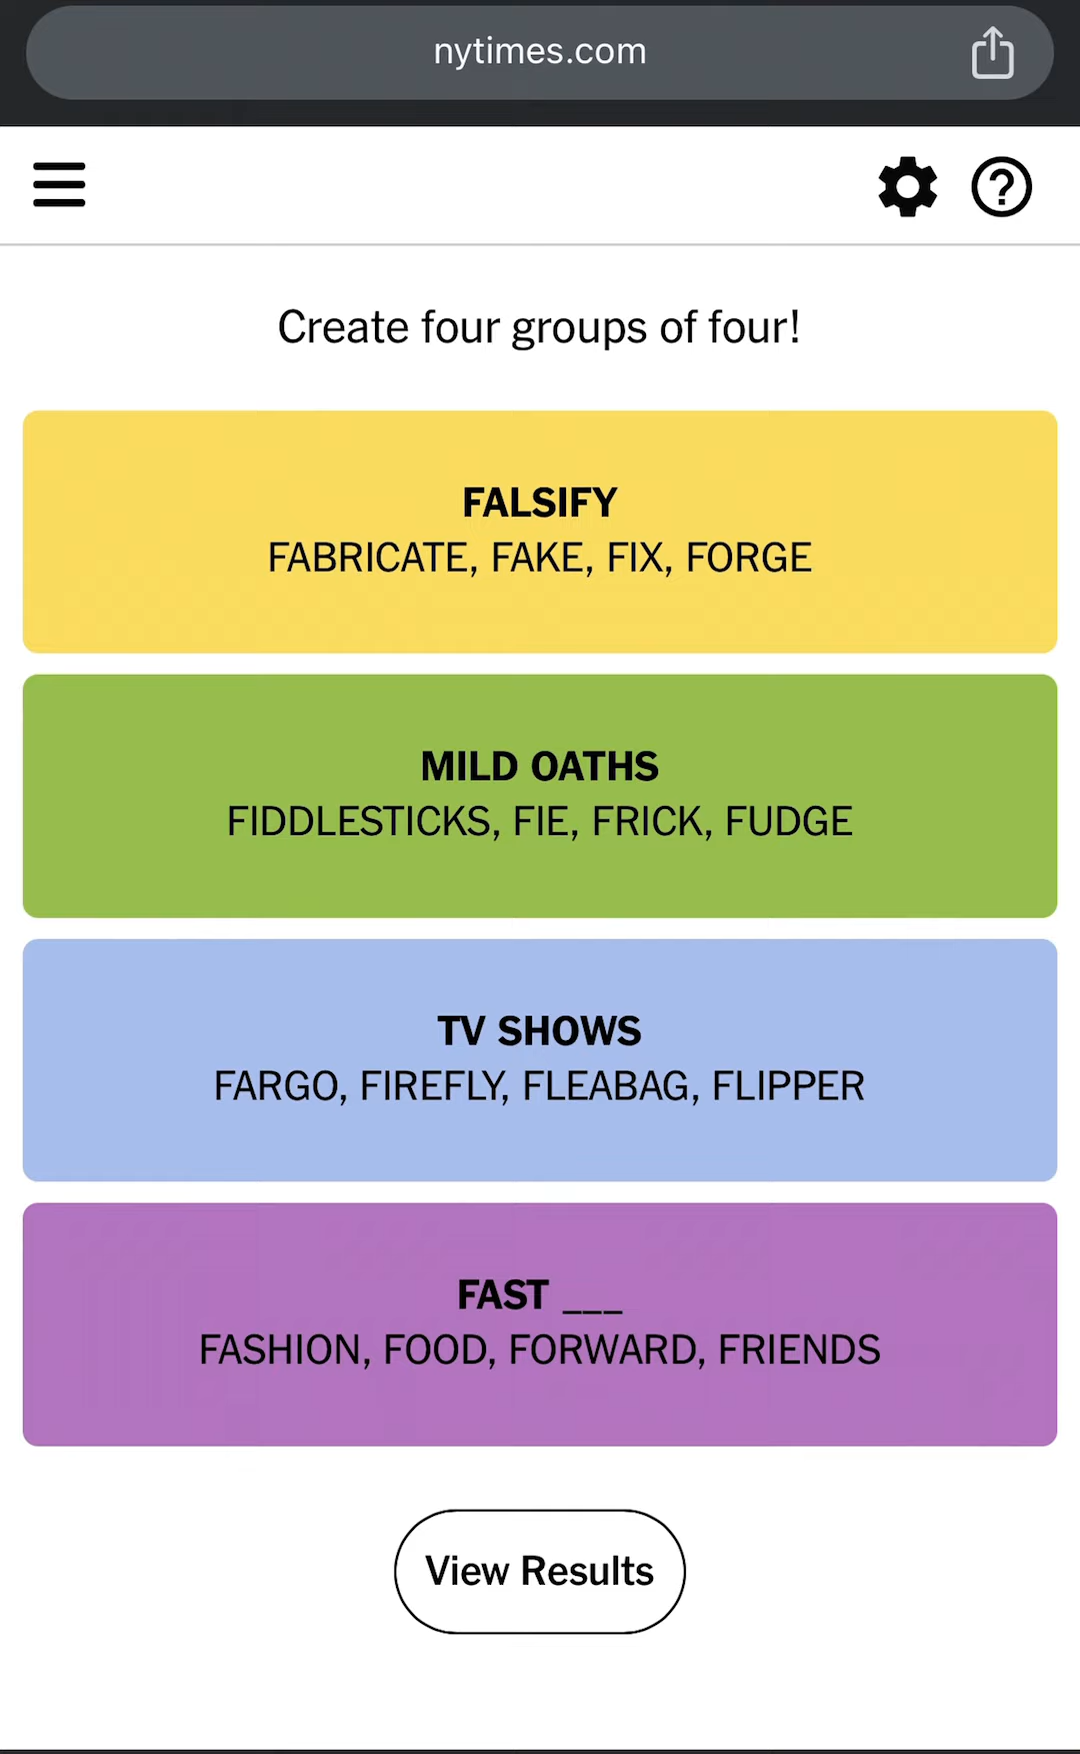 nytimes.com
Create four groups of four!
FALSIFY
FABRICATE, FAKE, FIX, FORGE
MILD OATHS
FIDDLESTICKS, FIE, FRICK, FUDGE
TV SHOWS
FARGO, FIREFLY, FLEABAG, FLIPPER
FAST ___
FASHION, FOOD, FORWARD, FRIENDS
View Results